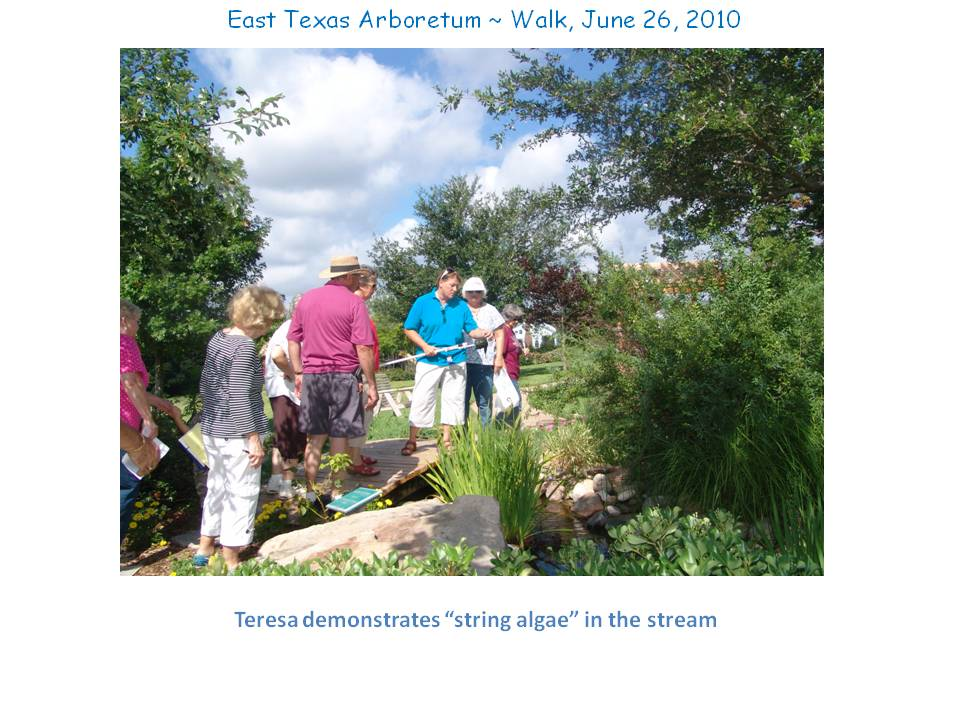 East Texas Arboretum ~ Walk, June 26, 2010
Teresa demonstrates “string algae” in the stream